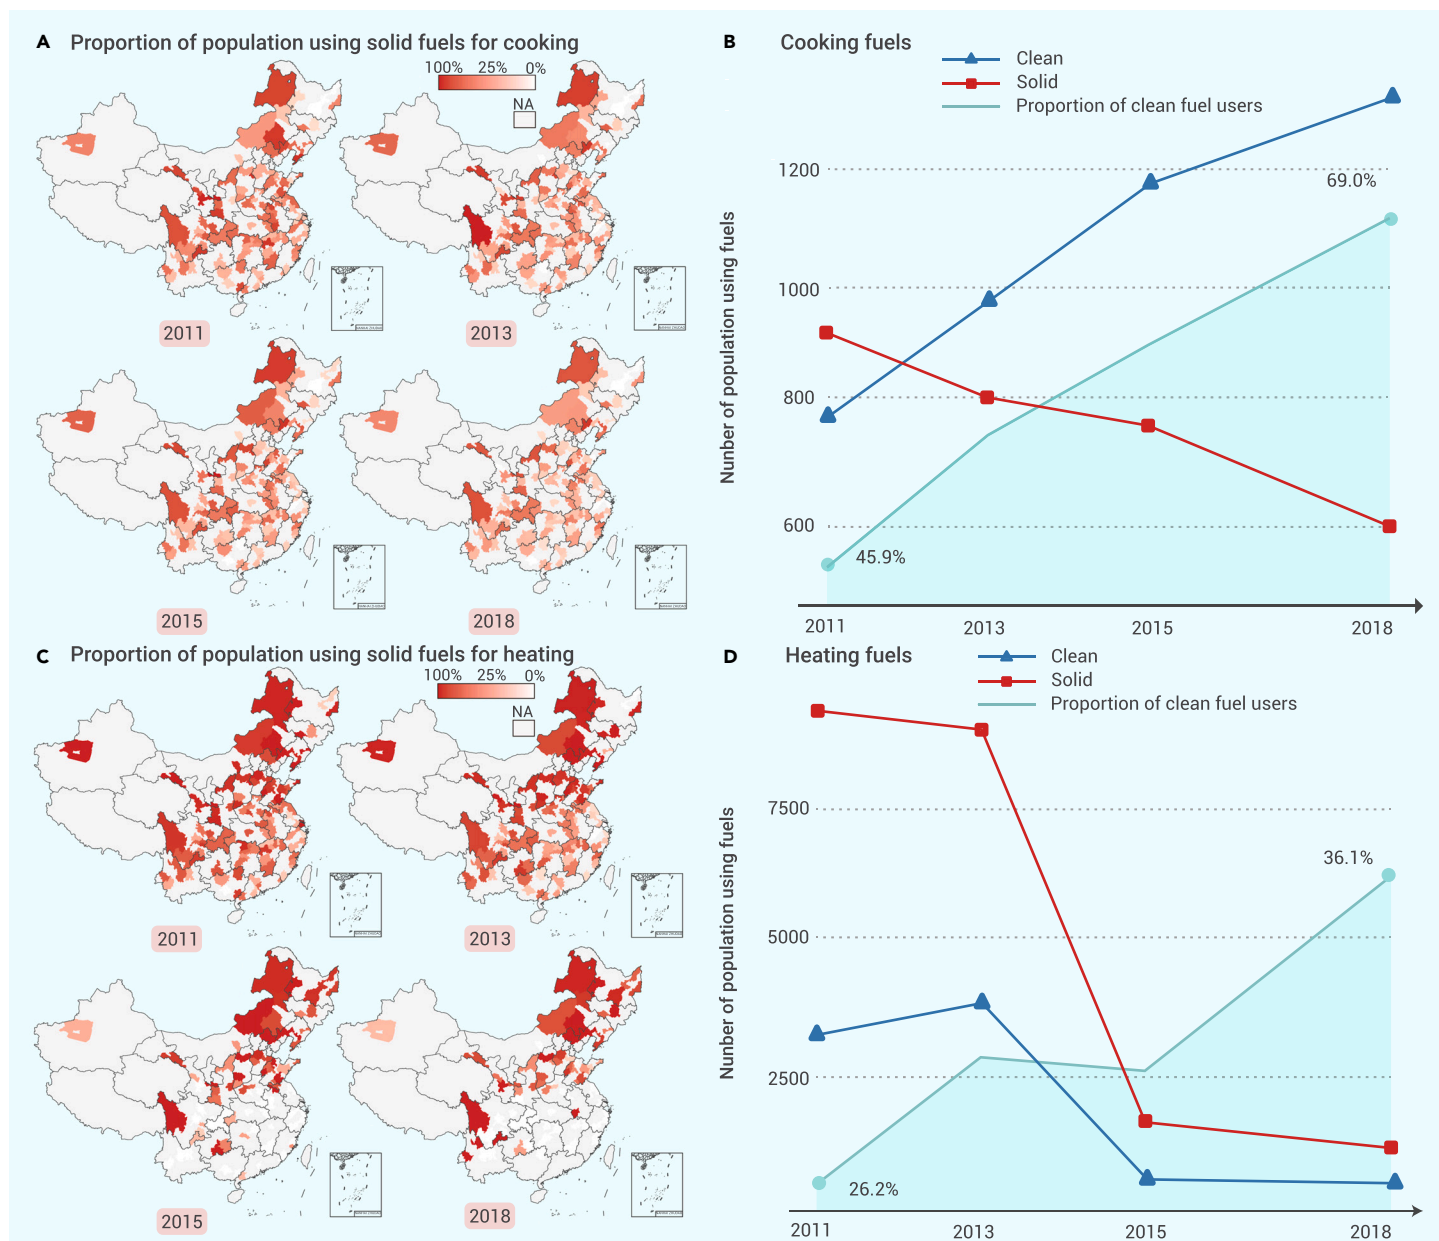 A Proportion of population using solid fuels for cooking
100% 25% 0%
NA
2011
2013
2015
2018
B Cooking fuels
Clean
Solid
Proportion of clean fuel users
Nunber of population using fuels
1200
1000
800
600
69.0%
45.9%
2011 2013 2015 2018
C Proportion of population using solid fuels for heating
100% 25% 0%
NA
2011
2013
2015
2018
D Heating fuels
Clean
Solid
Proportion of clean fuel users
Nunber of population using fuels
7500
5000
2500
36.1%
26.2%
2011 2013 2015 2018